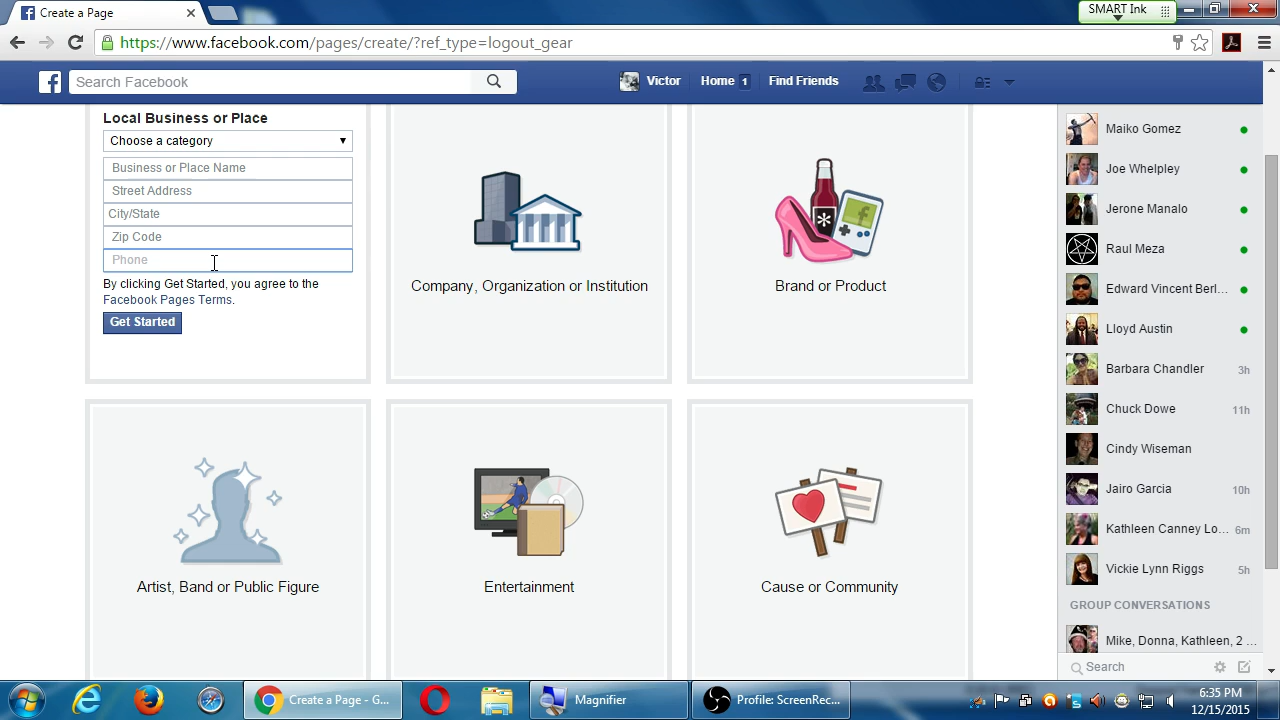 Create a Page
SMART Ink
https://www.facebook.com/pages/create/?ref_type=logout_gear
Search Facebook
Victor
Home 1
Find Friends
Local Business or Place
Choose a category
Business or Place Name
Street Address
City/State
Zip Code
Phone
By clicking Get Started, you agree to the
Facebook Pages Terms.
Get Started
Company, Organization or Institution
Brand or Product
Artist, Band or Public Figure
Entertainment
Cause or Community
Maiko Gomez
Joe Whelpley
Jerone Manalo
Raul Meza
Edward Vincent Berl...
Lloyd Austin
Barbara Chandler 3h
Chuck Dowe 11h
Cindy Wiseman
Jairo Garcia 10h
Kathleen Canney Lo... 6m
Vickie Lynn Riggs 5h
GROUP CONVERSATIONS
Mike, Donna, Kathleen, 2 ...
Search
Create a Page - G...
Magnifier
Profile: ScreenRec...
6:35 PM
12/15/2015